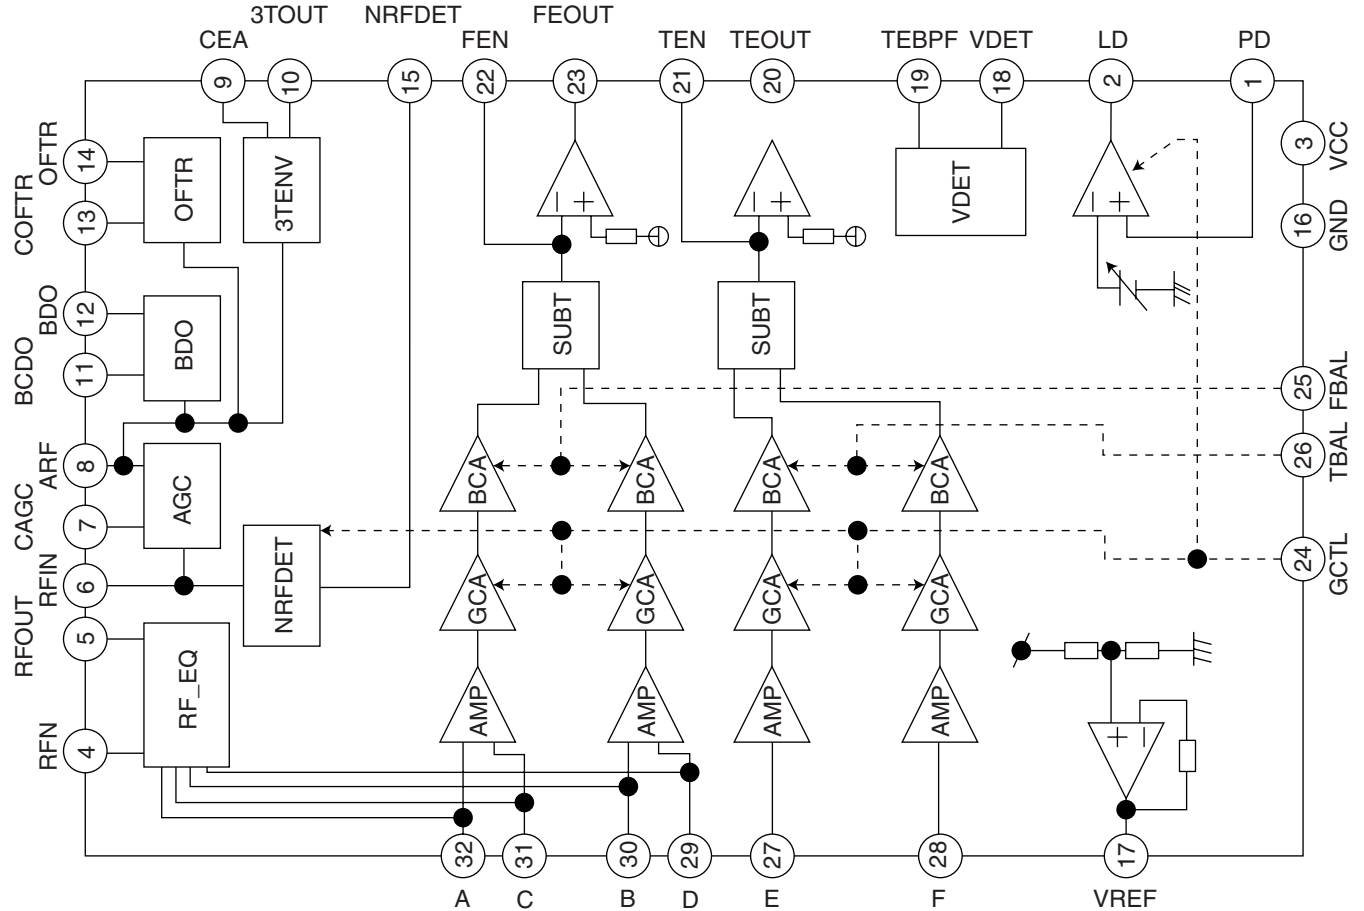 3TOUT NRFDET FEOUT
CEA FEN TEN TEOUT TEBPF VDET LD PD
9 10 15 22 23 21 20 19 18 2 1
OFTR 14
COFTR 13
OFTR
3TENV
VDET
3 VCC
16 GND
− +
− +
− +
BDO 12
BCDO 11
BDO
SUBT
SUBT
25 FBAL
26 TBAL
24 GCTL
ARF 8
CAGC 7
AGC
BCA BCA BCA BCA
RFIN 6
NRFDET
GCA GCA GCA GCA
RFOUT 5
RFN 4
RF_EQ
AMP AMP AMP AMP
+ −
32 31 30 29 27 28 17
A C B D E F VREF